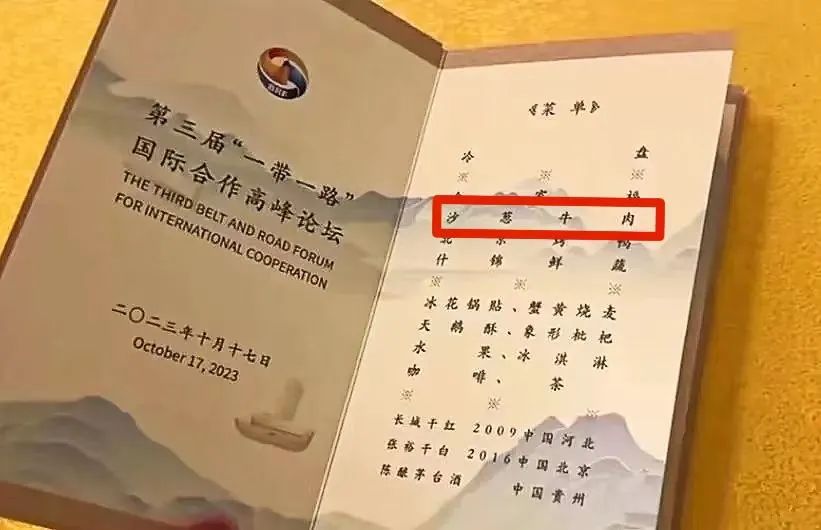 第三届“一带一路”
国际合作高峰论坛
THE THIRD BELT AND ROAD FORUM
FOR INTERNATIONAL COOPERATION
二〇二三年十月十七日
October 17, 2023
《菜单》
冷 盘
※ ※ ※
沙 葱 牛 肉
什 锦 鲜 蔬
※ ※ ※
冰花锅贴、蟹黄烧麦
天鹅酥、象形枇杷
水果、冰淇淋
咖啡、茶
※ ※ ※
长城干红 2009 中国河北
张裕干白 2016 中国北京
陈酿茅台酒 中国贵州